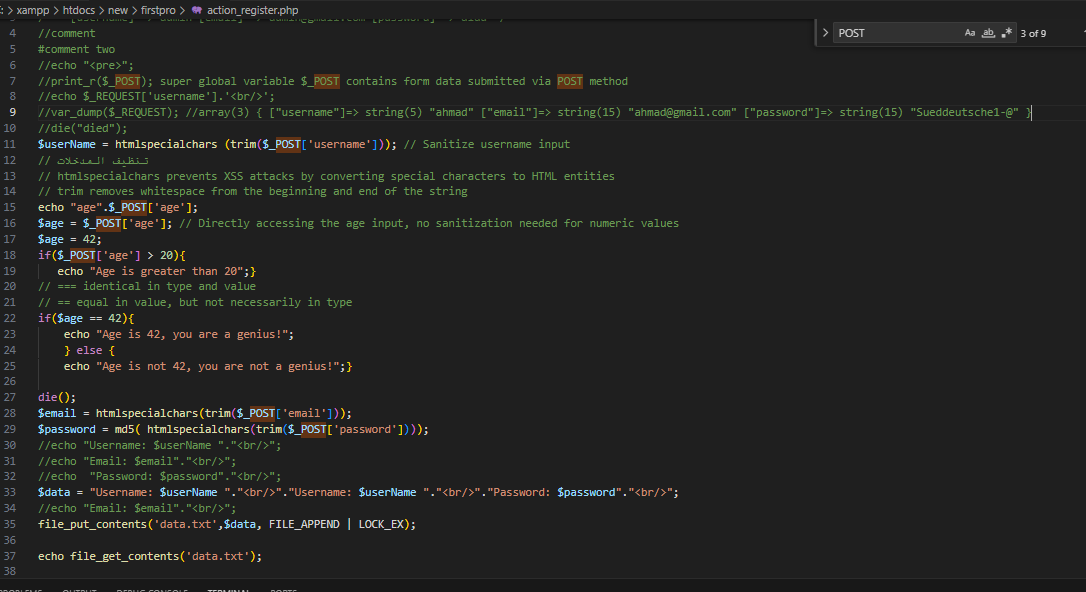 > xampp > htdocs > new > firstpro > action_register.php
POST Aa ab .* 3 of 9
4 //comment
5 #comment two
6 //echo "<pre>";
7 //print_r($_POST); super global variable $_POST contains form data submitted via POST method
8 //echo $_REQUEST['username'].'<br/>';
9 //var_dump($_REQUEST); //array(3) { ["username"]=> string(5) "ahmad" ["email"]=> string(15) "ahmad@gmail.com" ["password"]=> string(15) "Sueddeutsche1-@" }
10 //die("died");
11 $userName = htmlspecialchars (trim($_POST['username'])); // Sanitize username input
12 // تنظيف المدخلات
13 // htmlspecialchars prevents XSS attacks by converting special characters to HTML entities
14 // trim removes whitespace from the beginning and end of the string
15 echo "age".$_POST['age'];
16 $age = $_POST['age']; // Directly accessing the age input, no sanitization needed for numeric values
17 $age = 42;
18 if($_POST['age'] > 20){
19 echo "Age is greater than 20";}
20 // === identical in type and value
21 // == equal in value, but not necessarily in type
22 if($age == 42){
23 echo "Age is 42, you are a genius!";
24 } else {
25 echo "Age is not 42, you are not a genius!";}
26
27 die();
28 $email = htmlspecialchars(trim($_POST['email']));
29 $password = md5( htmlspecialchars(trim($_POST['password'])));
30 //echo "Username: $userName "."<br/>";
31 //echo "Email: $email"."<br/>";
32 //echo  "Password: $password"."<br/>";
33 $data = "Username: $userName "."<br/>"."Username: $userName "."<br/>"."Password: $password"."<br/>";
34 //echo "Email: $email"."<br/>";
35 file_put_contents('data.txt',$data, FILE_APPEND | LOCK_EX);
36
37 echo file_get_contents('data.txt');
38